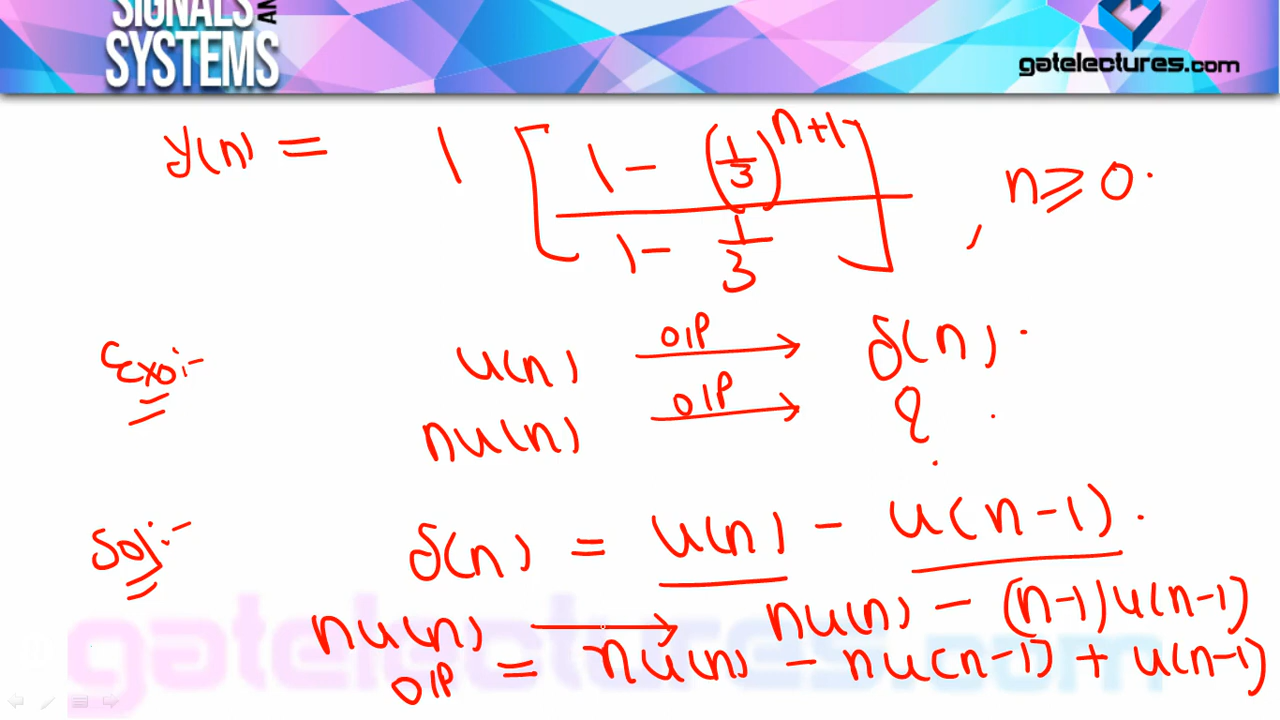 SIGNALS AND
SYSTEMS
gatelectures.com
y(n) = 1 [ 1 - (1/3)^{n+1} / 1 - 1/3 ] , n ≥ 0.
Exo:- u(n) O/P → δ(n).
nu(n) O/P → ?
Sol:- δ(n) = u(n) - u(n-1).
nu(n) → nu(n) - (n-1)u(n-1)
O/P = nu(n) - nu(n-1) + u(n-1)
gatelectures.com